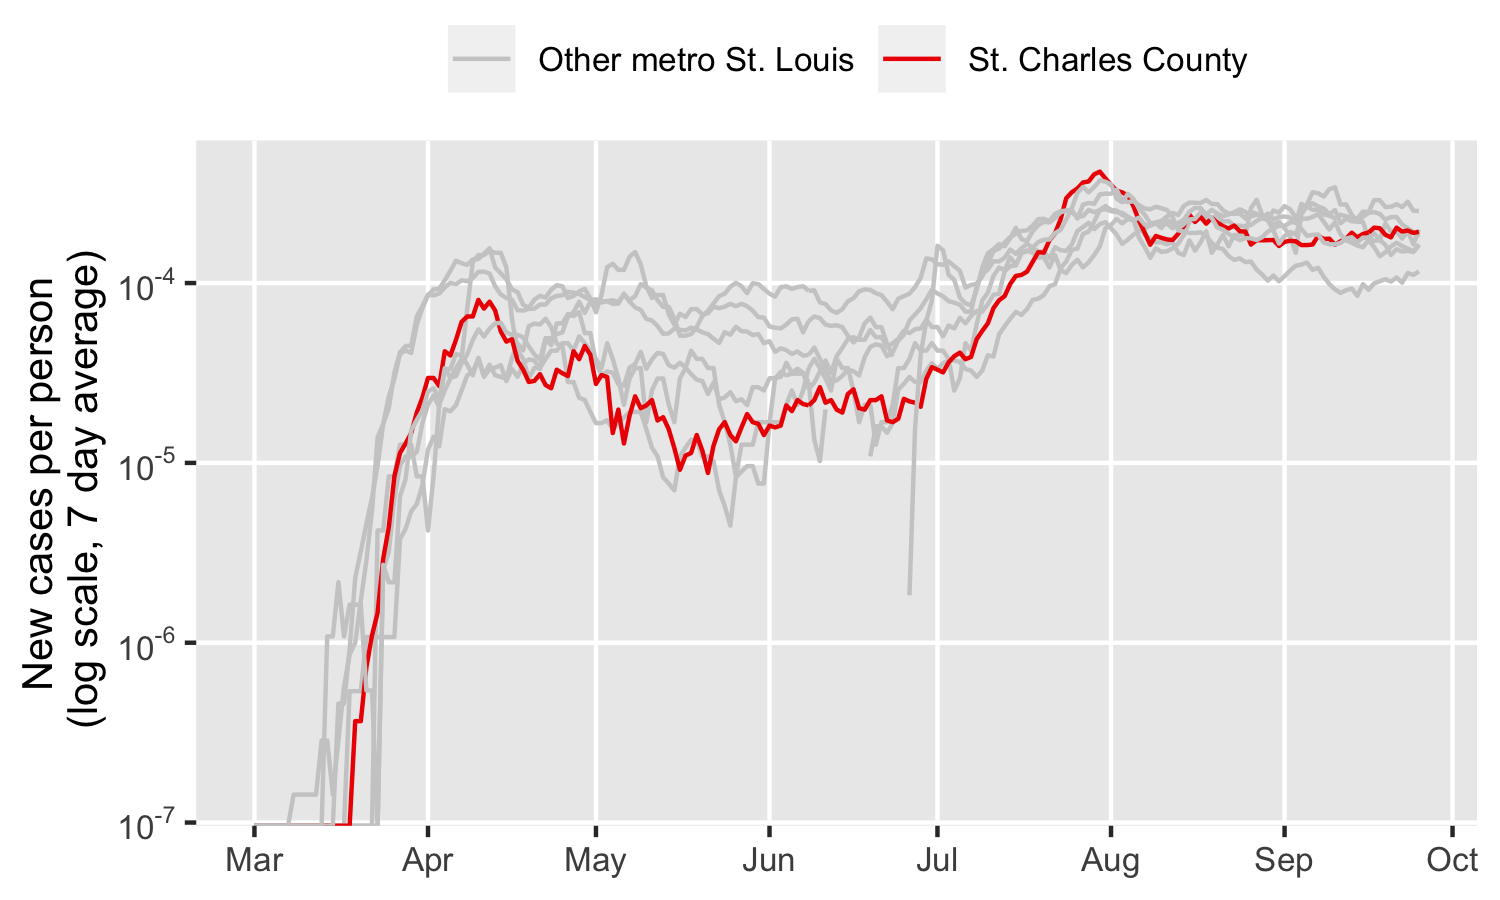 Other metro St. Louis St. Charles County
New cases per person
(log scale, 7 day average)
10⁻⁴
10⁻⁵
10⁻⁶
10⁻⁷
Mar Apr May Jun Jul Aug Sep Oct